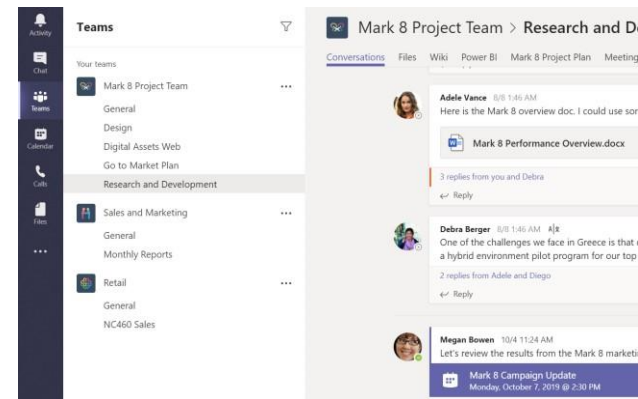 Activity
Chat
Teams
Calendar
Calls
Files
Teams
Your teams
Mark 8 Project Team
General
Design
Digital Assets Web
Go to Market Plan
Research and Development
Sales and Marketing
General
Monthly Reports
Retail
General
NC460 Sales
Mark 8 Project Team > Research and De
Conversations Files Wiki Power BI Mark 8 Project Plan Meeting
Adele Vance 8/8 1:46 AM
Here is the Mark 8 overview doc. I could use som
Mark 8 Performance Overview.docx
3 replies from you and Debra
Reply
Debra Berger 8/8 1:46 AM
One of the challenges we face in Greece is that
a hybrid environment pilot program for our top
2 replies from Adele and Diego
Reply
Megan Bowen 10/4 11:24 AM
Let's review the results from the Mark 8 marketin
Mark 8 Campaign Update
Monday, October 7, 2019 @ 2:30 PM